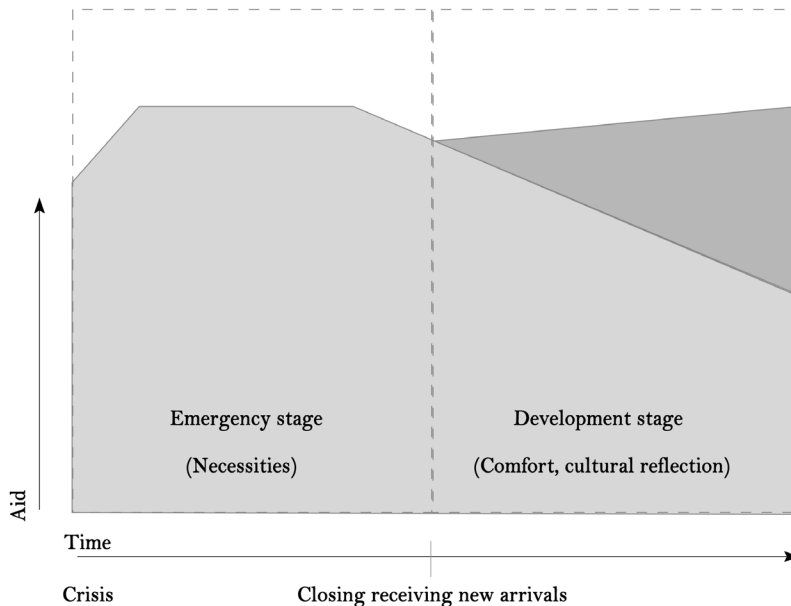 Emergency stage
(Necessities)
Development stage
(Comfort, cultural reflection)
Aid
Time
Crisis
Closing receiving new arrivals